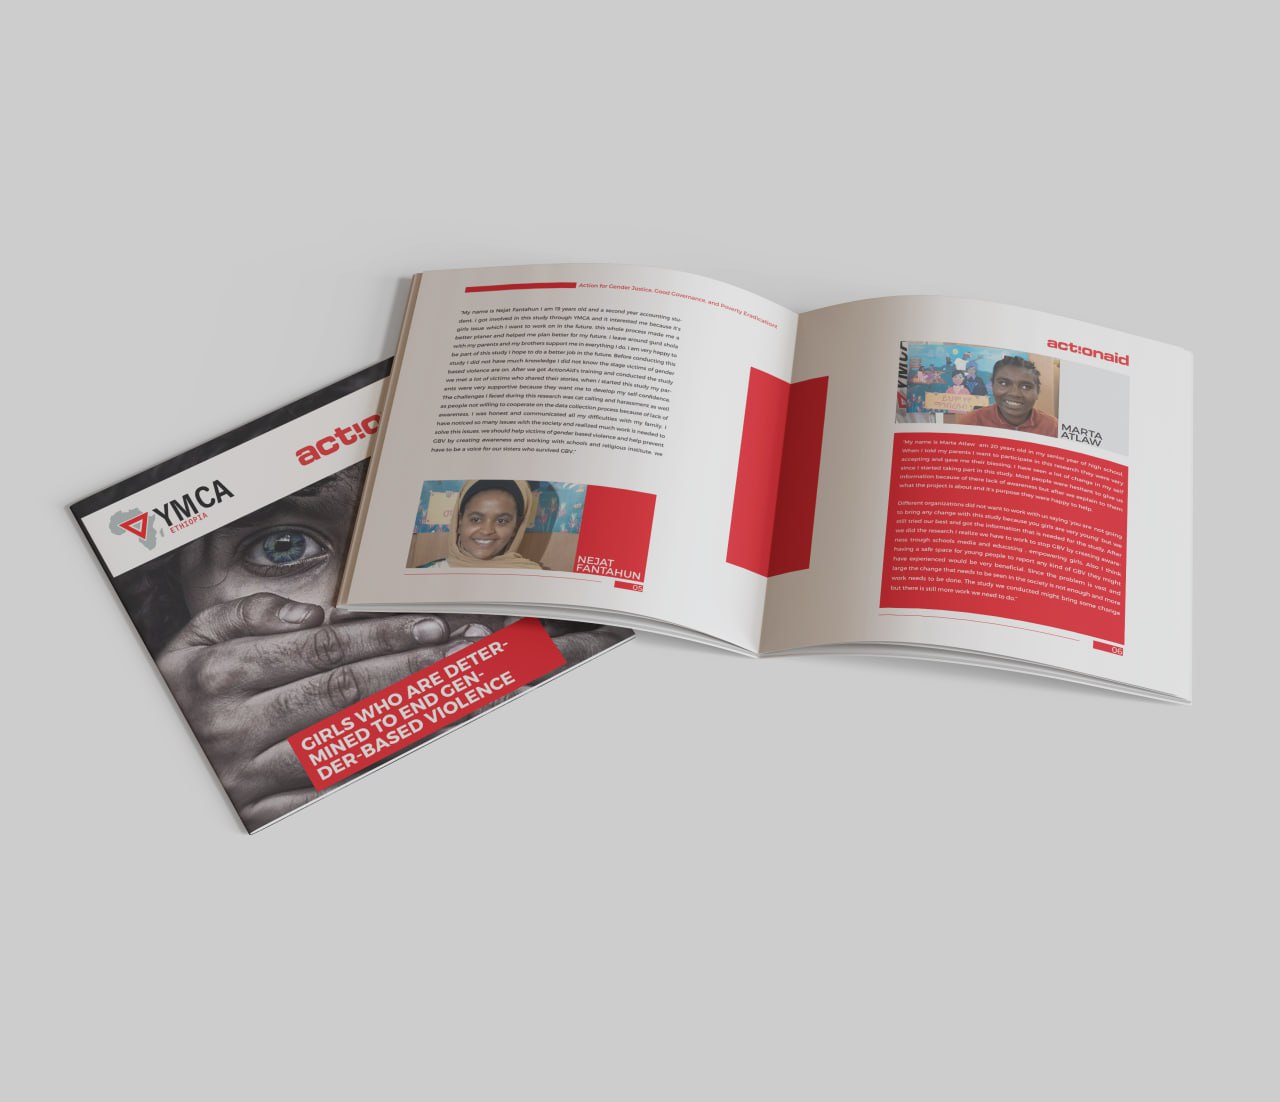 actio
YMCA
ETHIOPIA
GIRLS WHO ARE DETER-
MINED TO END GEN-
DER-BASED VIOLENCE
Action for Gender Justice, Good Governance, and Poverty Eradication!
"My name is Nejat Fantahun I am 19 years old and a second year accounting stu-
dent. I got involved in this study through YMCA and it interested me because it's
girls issue which I want to work on in the future. this whole process made me a
better planer and helped me plan better for my future. I leave around gurd shola
with my parents and my brothers support me in everything I do. I am very happy to
be part of this study I hope to do a better job in the future. Before conducting this
study I did not have much knowledge I did not know the stage victims of gender
based violence are on. After we got ActionAid's training and conducted the study
we met a lot of victims who shared their stories, when I started this study my par-
ents were very supportive because they want me to develop my self confidence.
The challenges I faced during this research was cat calling and harassment as well
as people not willing to cooperate on the data collection process because of lack of
awareness. I was honest and communicated all my difficulties with my family. I
have noticed so many issues with the society and realized much work is needed to
solve this issues. we should help victims of gender based violence and help prevent
GBV by creating awareness and working with schools and religious institute. we
have to be a voice for our sisters who survived GBV."
NEJAT
FANTAHUN
05
actionaid
YMCA
MARTA
ATLAW
"My name is Marta Atlaw am 20 years old in my senior year of high school.
When I told my parents I want to participate in this research they were very
accepting and gave me their blessing. I have seen a lot of change in my self
since I started taking part in this study. Most people were hesitent to give us
information because of there lack of awareness but after we explain to them
what the project is about and it's purpose they were happy to help.
Different organizations did not want to work with us saying 'you are not going
to bring any change with this study because you girls are very young' but we
still tried our best and got the information that is needed for the study. After
we did the research I realize we have to work to stop GBV by creating aware-
ness trough schools media and educating , empowering girls. Also I think
having a safe space for young people to report any kind of GBV they might
have experienced would be very beneficial. Since the problem is vast and
large the change that needs to be seen in the society is not enough and more
work needs to be done. The study we conducted might bring some change
but there is still more work we need to do."
06